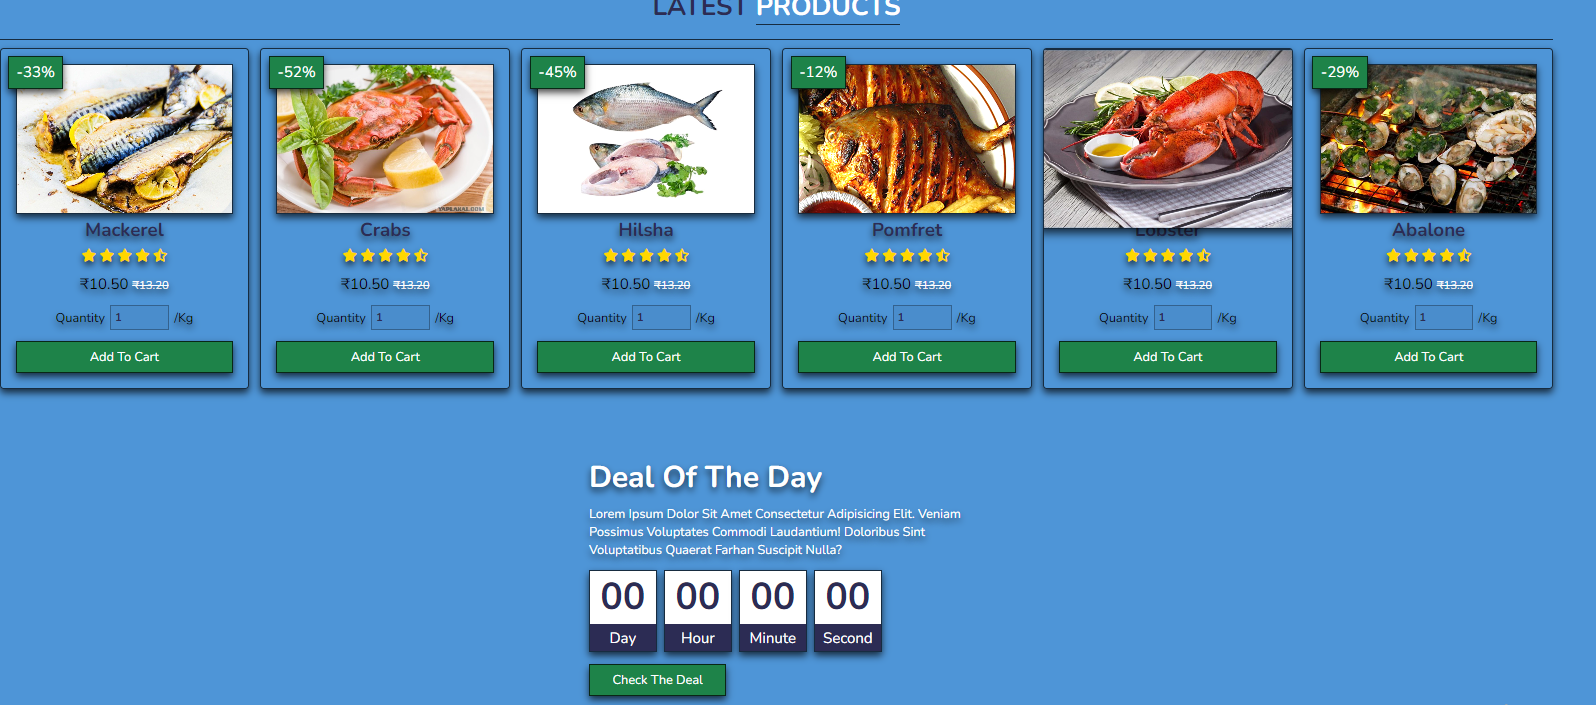 LATEST PRODUCTS
-33% -52% -45% -12% -29%
Mackerel Crabs Hilsha Pomfret Lobster Abalone
₹10.50 ₹13.20 ₹10.50 ₹13.20 ₹10.50 ₹13.20 ₹10.50 ₹13.20 ₹10.50 ₹13.20 ₹10.50 ₹13.20
Quantity 1 /Kg Quantity 1 /Kg Quantity 1 /Kg Quantity 1 /Kg Quantity 1 /Kg Quantity 1 /Kg
Add To Cart Add To Cart Add To Cart Add To Cart Add To Cart Add To Cart
Deal Of The Day
Lorem Ipsum Dolor Sit Amet Consectetur Adipisicing Elit. Veniam
Possimus Voluptates Commodi Laudantium! Doloribus Sint
Voluptatibus Quaerat Farhan Suscipit Nulla?
00 00 00 00
Day Hour Minute Second
Check The Deal